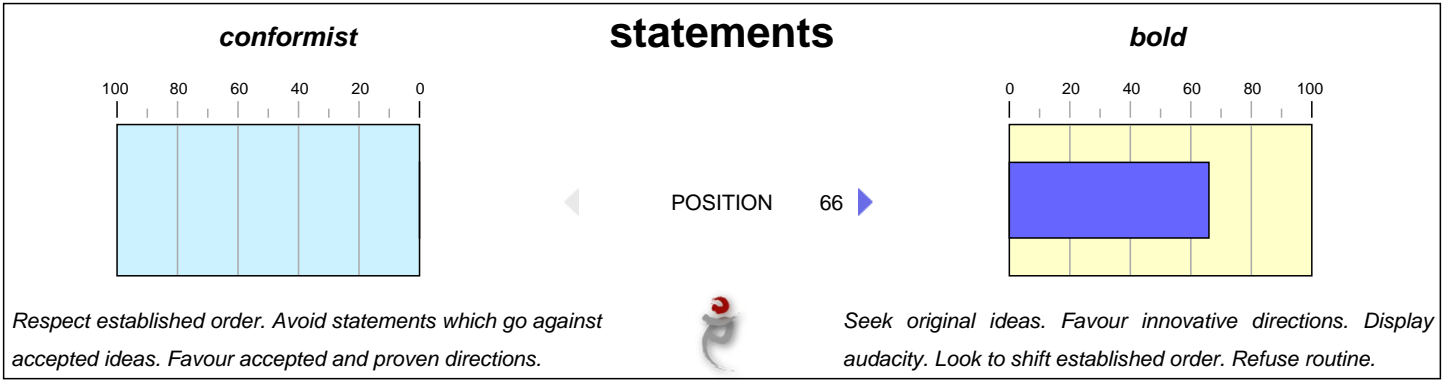 conformist statements bold
100 80 60 40 20 0 0 20 40 60 80 100
POSITION 66
Respect established order. Avoid statements which go against
accepted ideas. Favour accepted and proven directions.
Seek original ideas. Favour innovative directions. Display
audacity. Look to shift established order. Refuse routine.